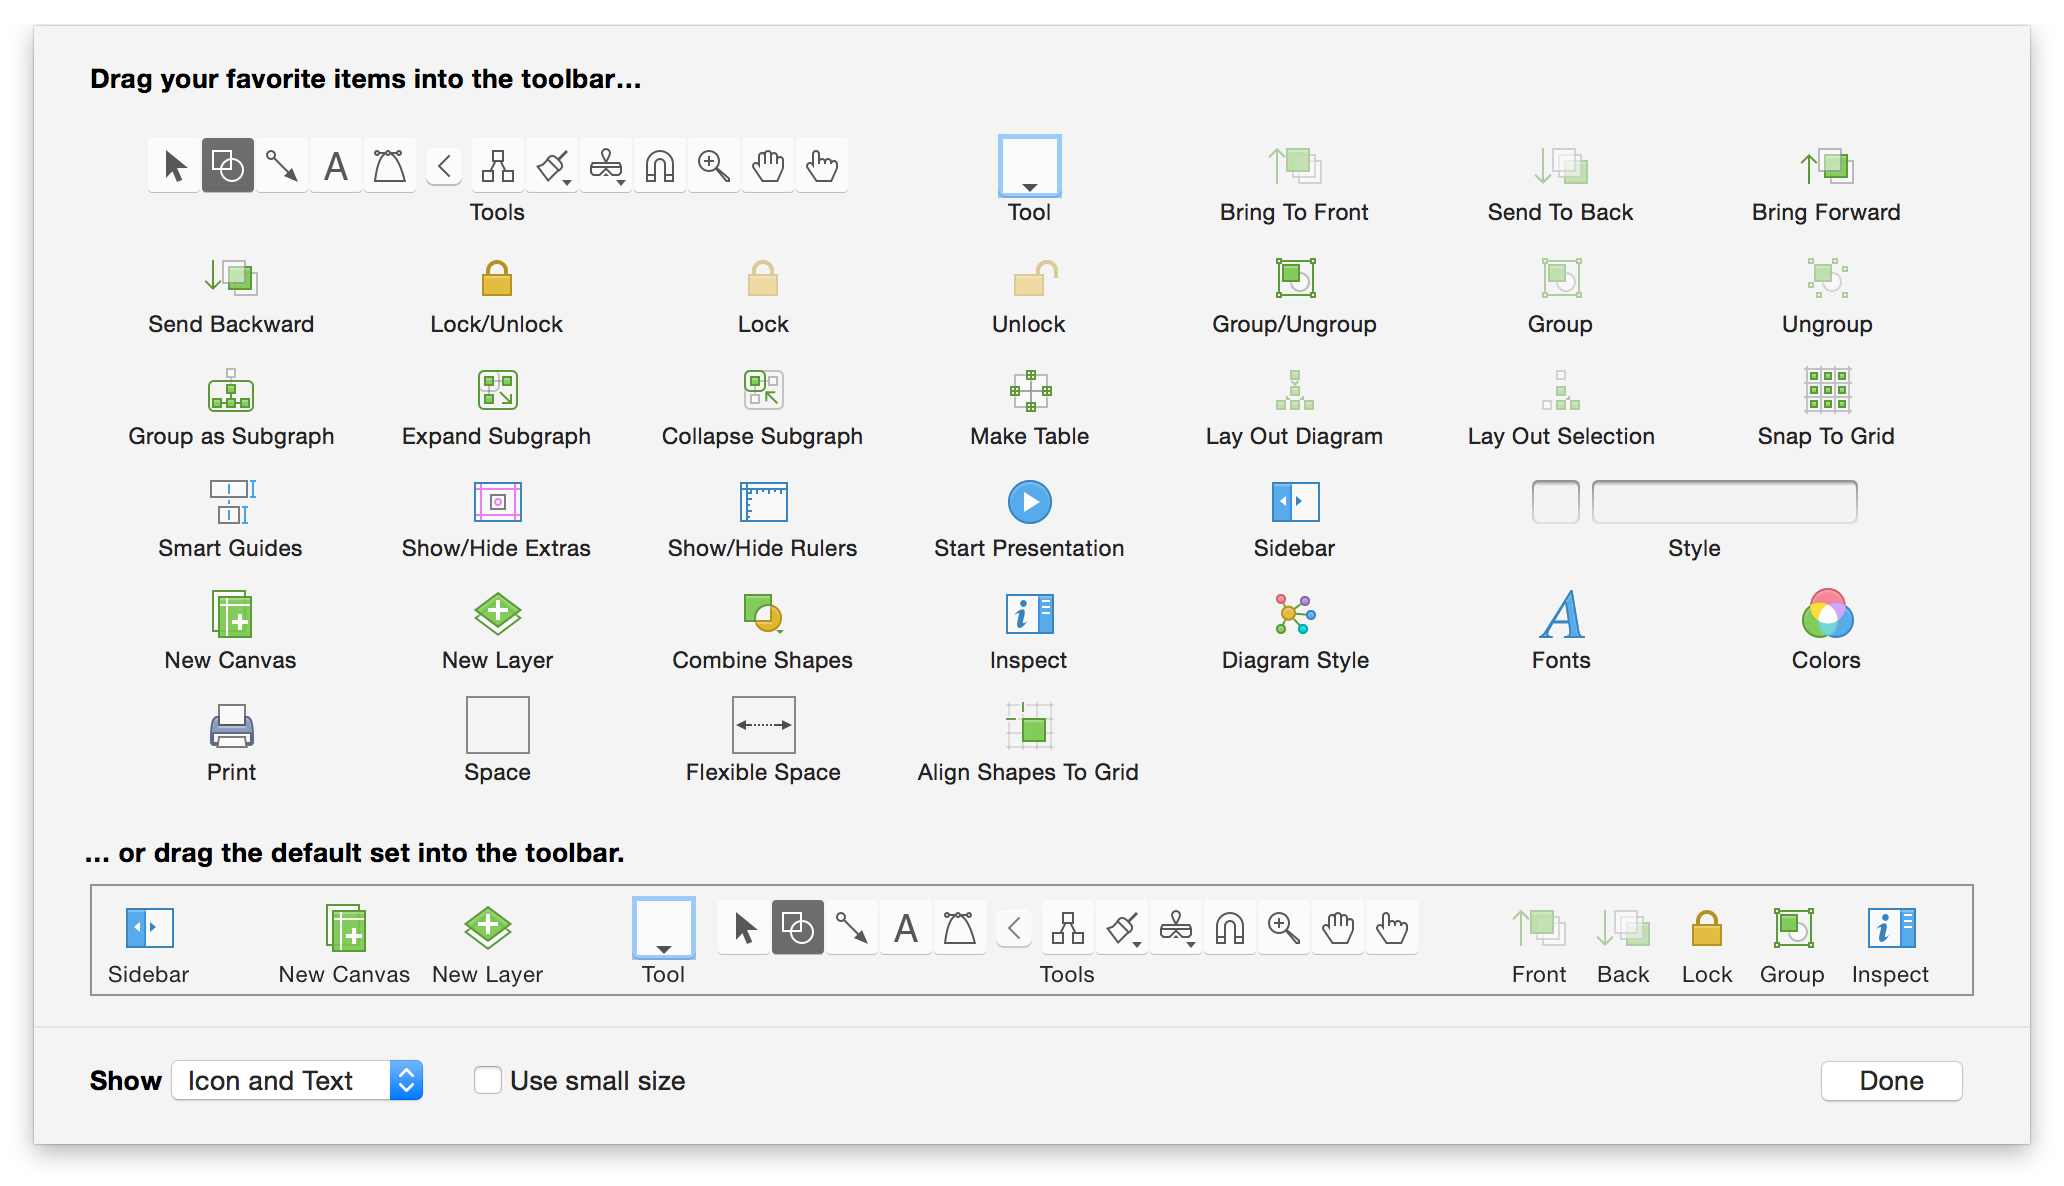 Drag your favorite items into the toolbar...
A
Tools Tool Bring To Front Send To Back Bring Forward
Send Backward Lock/Unlock Lock Unlock Group/Ungroup Group Ungroup
Group as Subgraph Expand Subgraph Collapse Subgraph Make Table Lay Out Diagram Lay Out Selection Snap To Grid
Smart Guides Show/Hide Extras Show/Hide Rulers Start Presentation Sidebar Style
i A
New Canvas New Layer Combine Shapes Inspect Diagram Style Fonts Colors
Print Space Flexible Space Align Shapes To Grid
... or drag the default set into the toolbar.
A i
Sidebar New Canvas New Layer Tool Tools Front Back Lock Group Inspect
Show Icon and Text Use small size Done